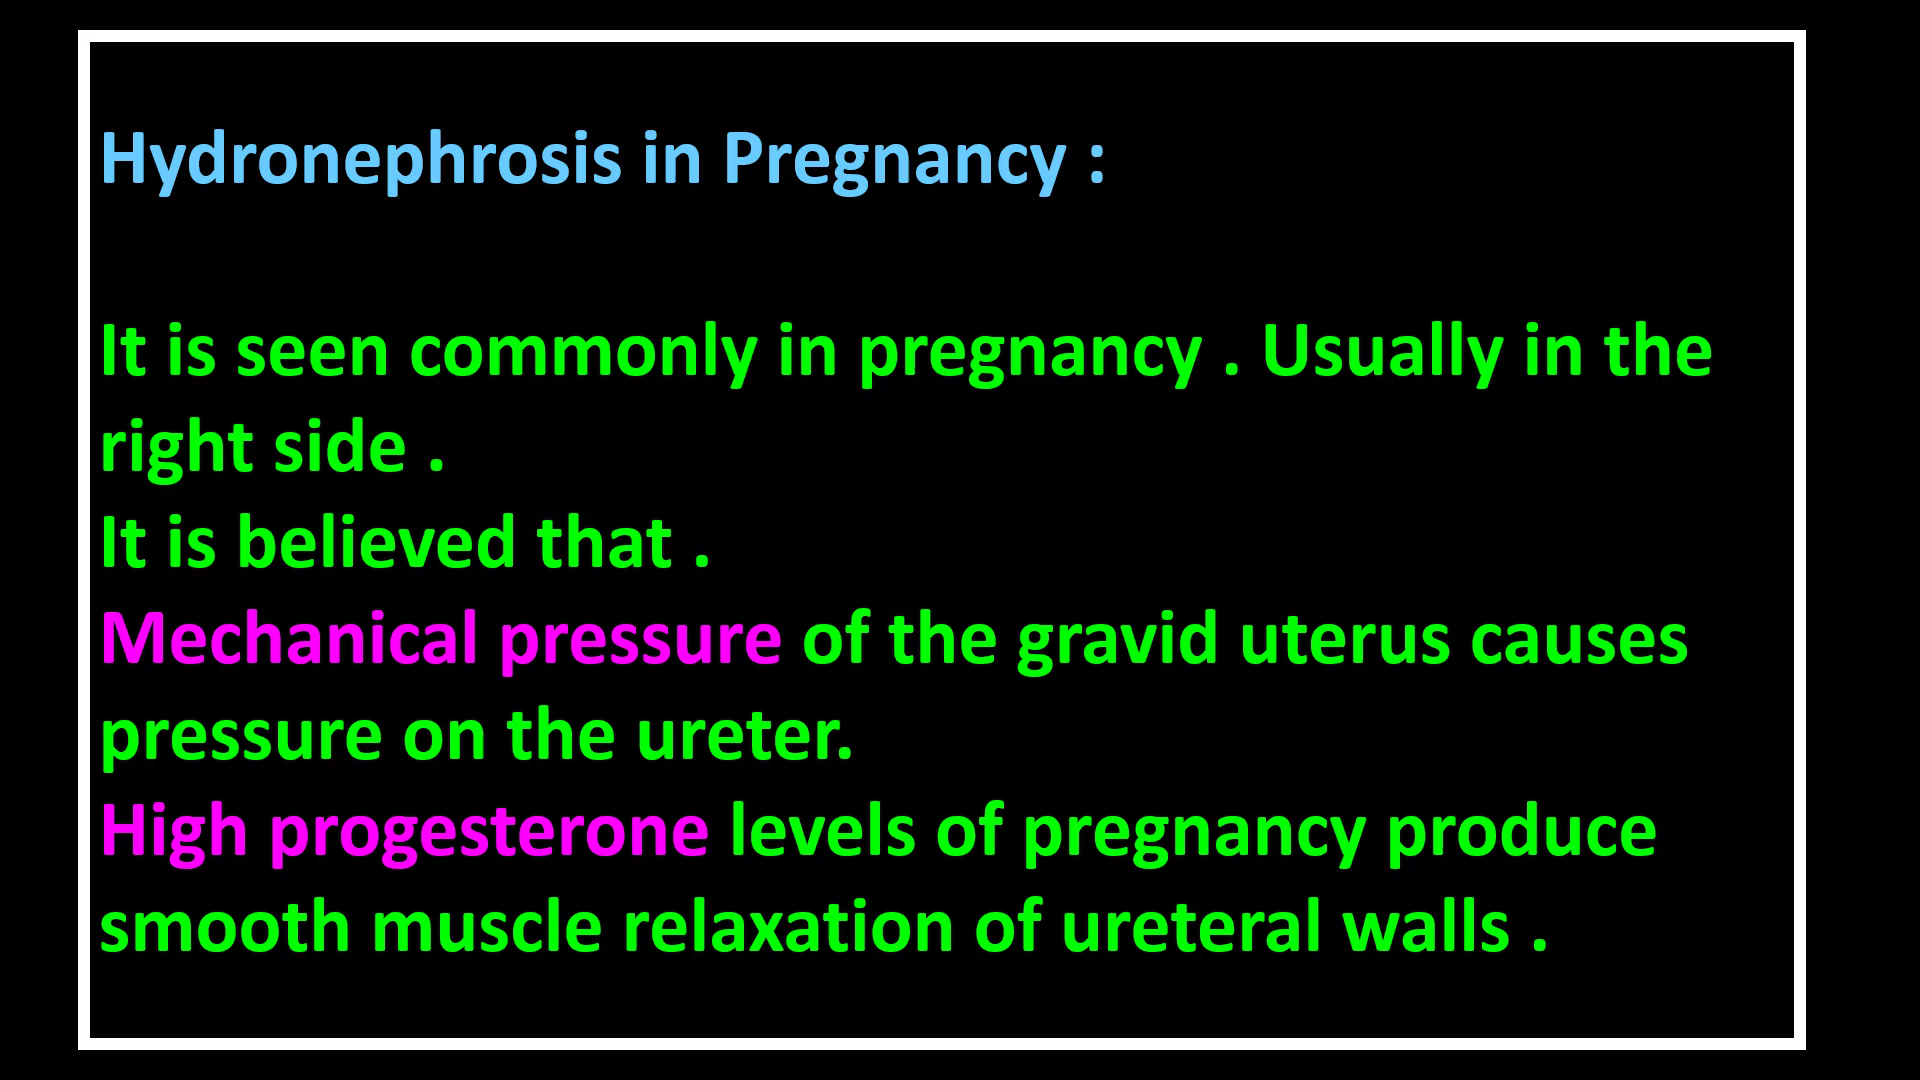 Hydronephrosis in Pregnancy :
It is seen commonly in pregnancy . Usually in the
right side .
It is believed that .
Mechanical pressure of the gravid uterus causes
pressure on the ureter.
High progesterone levels of pregnancy produce
smooth muscle relaxation of ureteral walls .